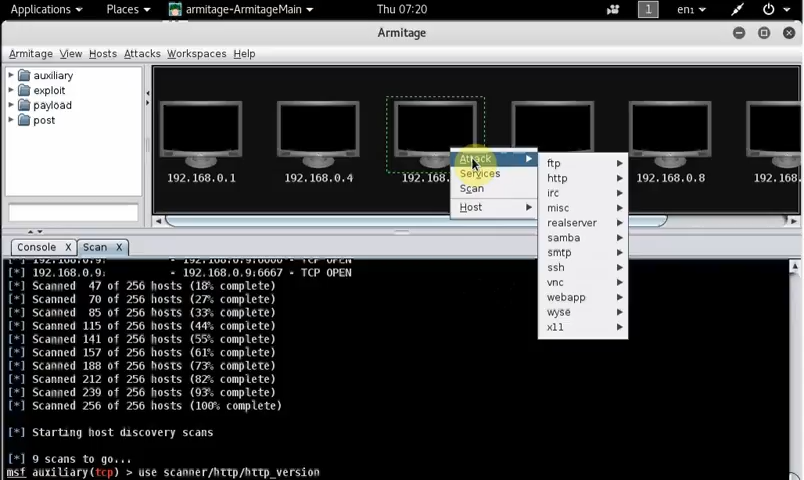 Applications Places armitage-ArmitageMain Thu 07:20 1 en1
Armitage
Armitage View Hosts Attacks Workspaces Help
auxiliary
exploit
payload
post
192.168.0.1 192.168.0.4 192.168. 192.168.0.8 192.168.
Attack
Services
Scan
Host
ftp
http
irc
misc
realserver
samba
smtp
ssh
vnc
webapp
wyse
x11
Console X Scan X
[*] 192.168.0.9: - 192.168.0.9:6667 - TCP OPEN
[*] Scanned 47 of 256 hosts (18% complete)
[*] Scanned 70 of 256 hosts (27% complete)
[*] Scanned 85 of 256 hosts (33% complete)
[*] Scanned 115 of 256 hosts (44% complete)
[*] Scanned 141 of 256 hosts (55% complete)
[*] Scanned 157 of 256 hosts (61% complete)
[*] Scanned 188 of 256 hosts (73% complete)
[*] Scanned 212 of 256 hosts (82% complete)
[*] Scanned 239 of 256 hosts (93% complete)
[*] Scanned 256 of 256 hosts (100% complete)
[*] Starting host discovery scans
[*] 9 scans to go...
msf auxiliary(tcp) > use scanner/http/http_version